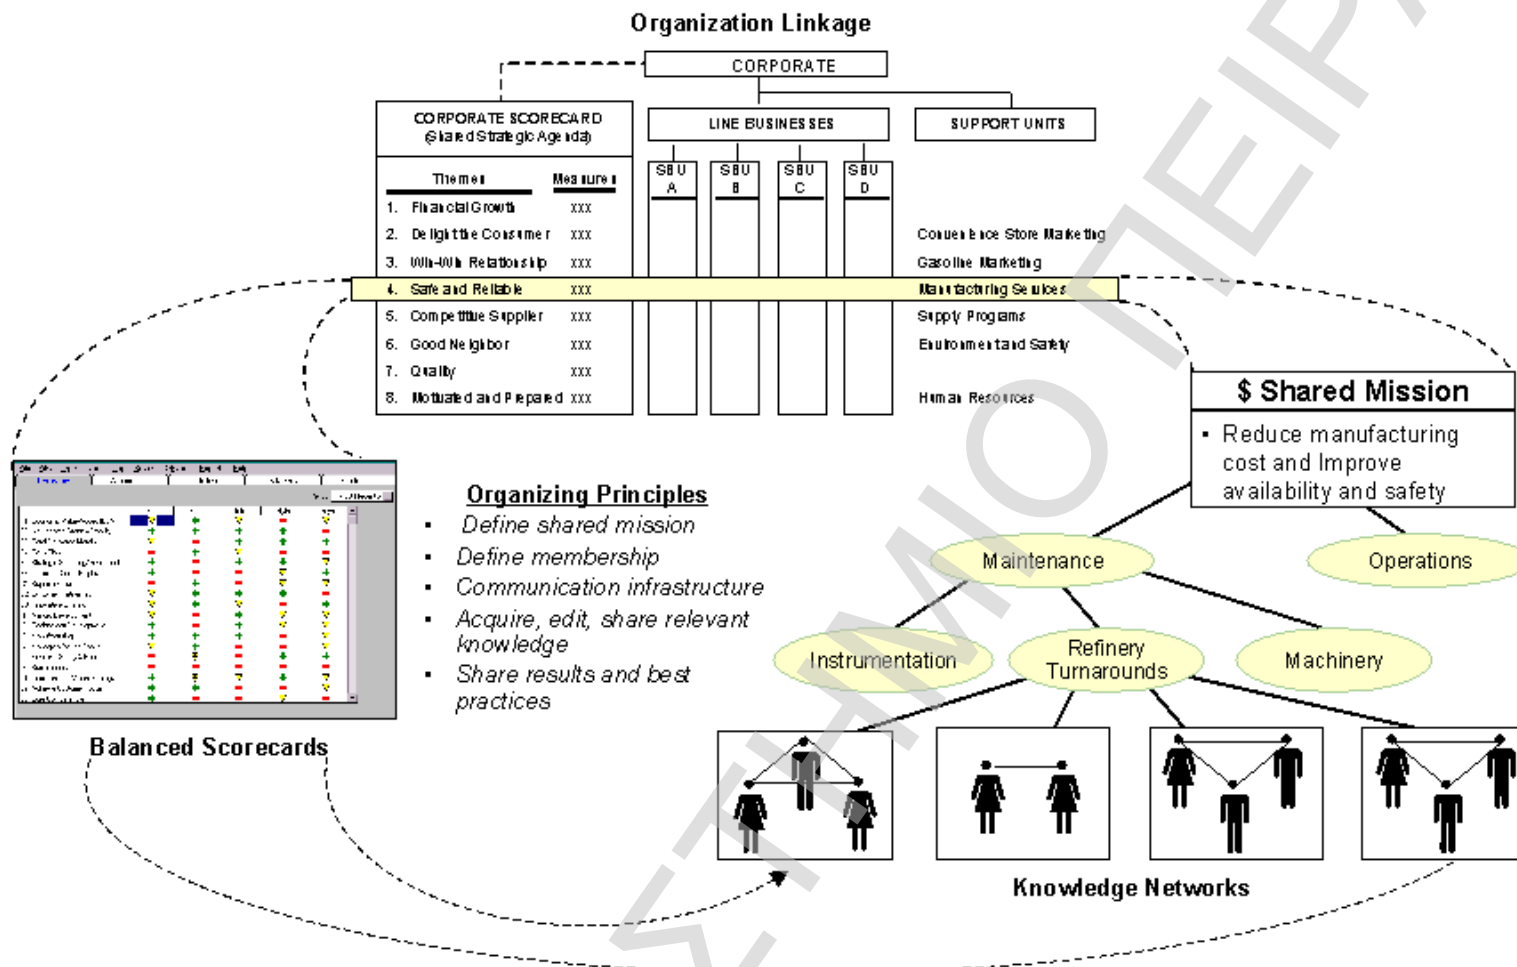 Organization Linkage
CORPORATE
CORPORATE SCORECARD
(Shared Strategic Agenda)
LINE BUSINESSES
SUPPORT UNITS
Themes Measures
SBU A
SBU B
SBU C
SBU D
1. Financial Growth xxx
2. Delight the Consumer xxx
Convenience Store Marketing
3. Win-Win Relationship xxx
Gasoline Marketing
4. Safe and Reliable xxx
Manufacturing Services
5. Competitive Supplier xxx
Supply Programs
6. Good Neighbor xxx
Environment and Safety
7. Quality xxx
8. Motivated and Prepared xxx
Human Resources
$ Shared Mission
▪ Reduce manufacturing
cost and Improve
availability and safety
Organizing Principles
▪ Define shared mission
▪ Define membership
▪ Communication infrastructure
▪ Acquire, edit, share relevant
knowledge
▪ Share results and best
practices
Maintenance
Operations
Instrumentation
Refinery
Turnarounds
Machinery
Balanced Scorecards
Knowledge Networks
ΣΤΗΜΙΟ ΠΕΙΡΑ